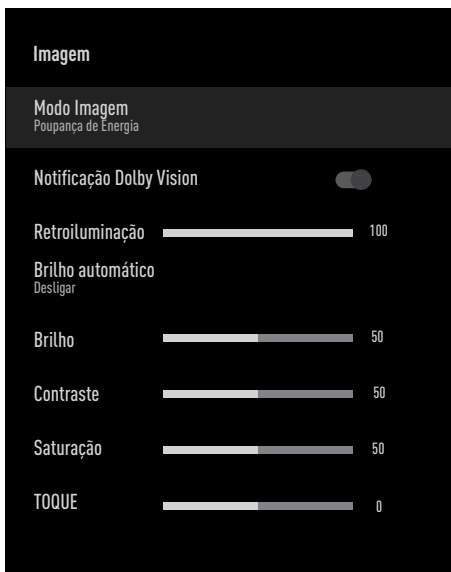 Imagem
Modo Imagem
Poupança de Energia
Notificação Dolby Vision
Retroiluminação 100
Brilho automático
Desligar
Brilho 50
Contraste 50
Saturação 50
TOQUE 0